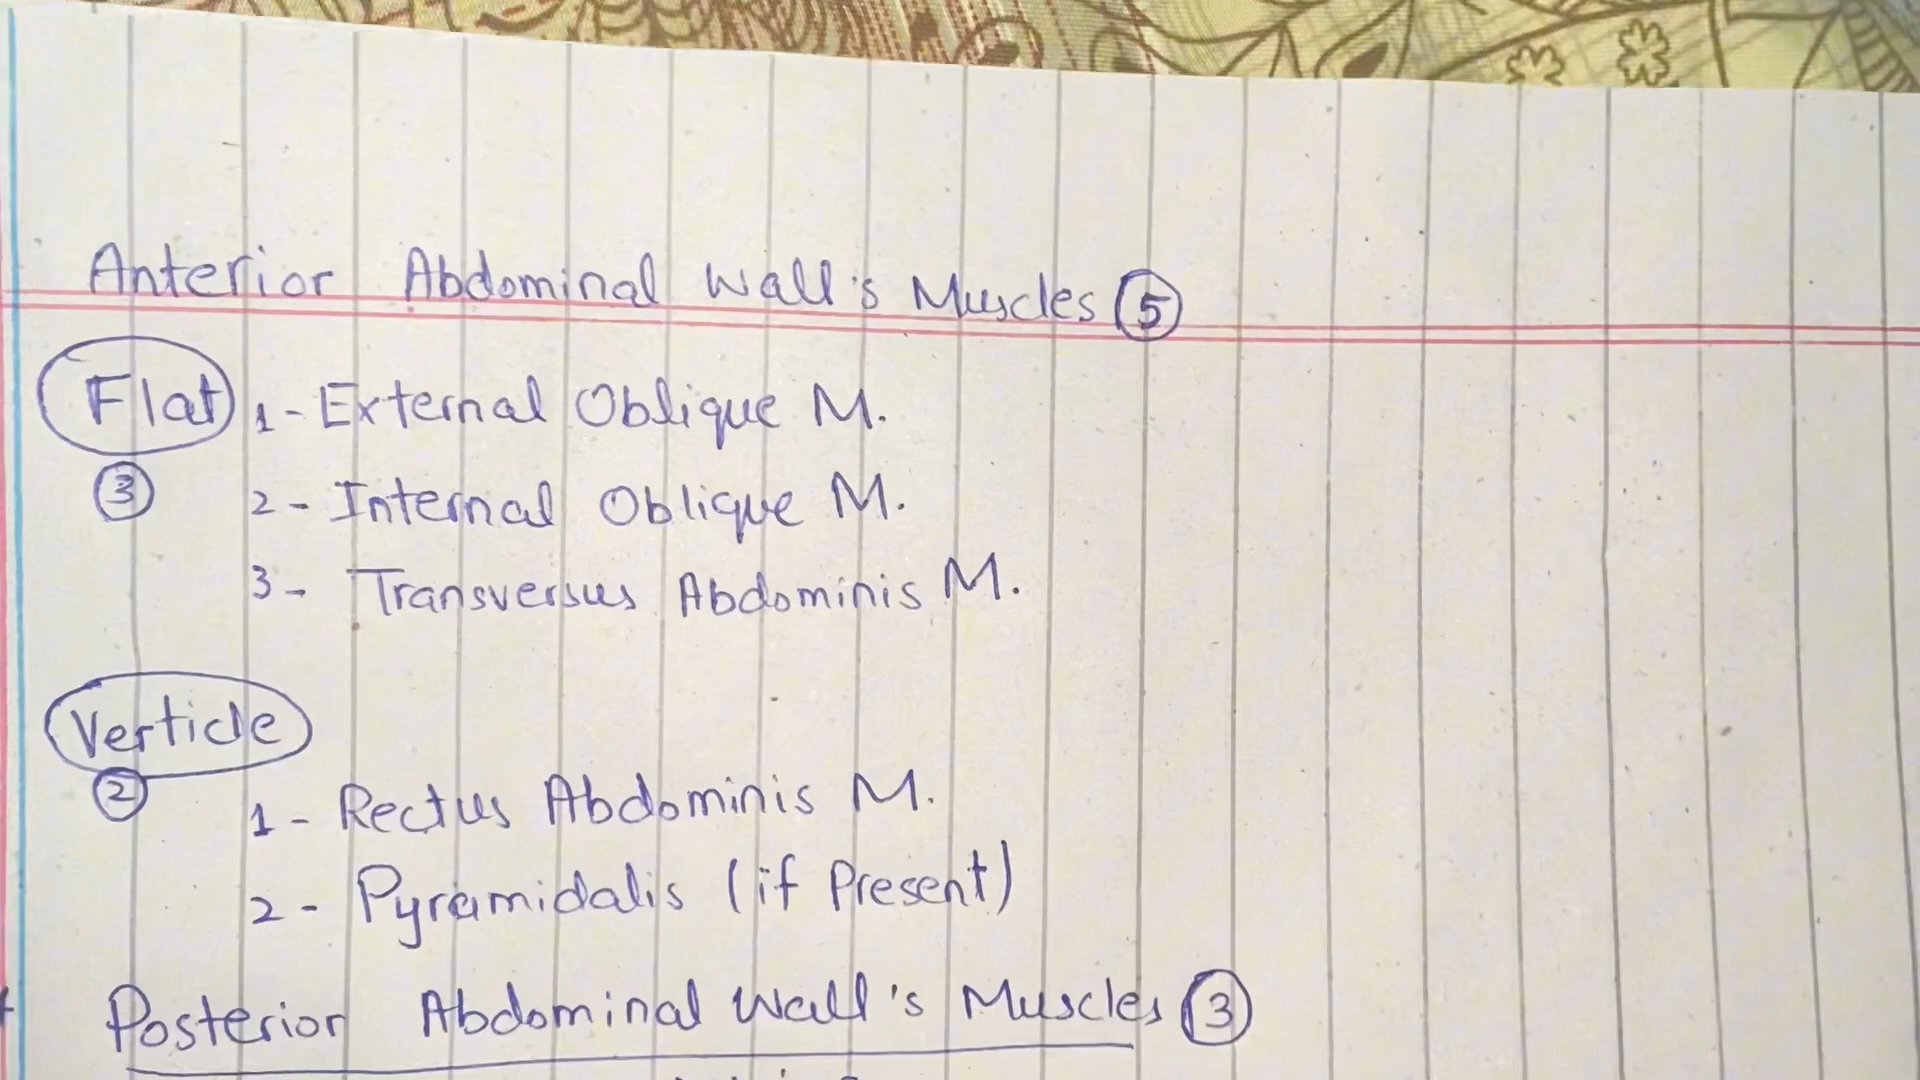 Anterior Abdominal Wall's Muscles 5
Flat 1- External Oblique M.
3 2- Internal Oblique M.
3- Transversus Abdominis M.
Verticle
2
1- Rectus Abdominis M.
2- Pyramidalis (if Present)
Posterior Abdominal Wall's Muscles 3